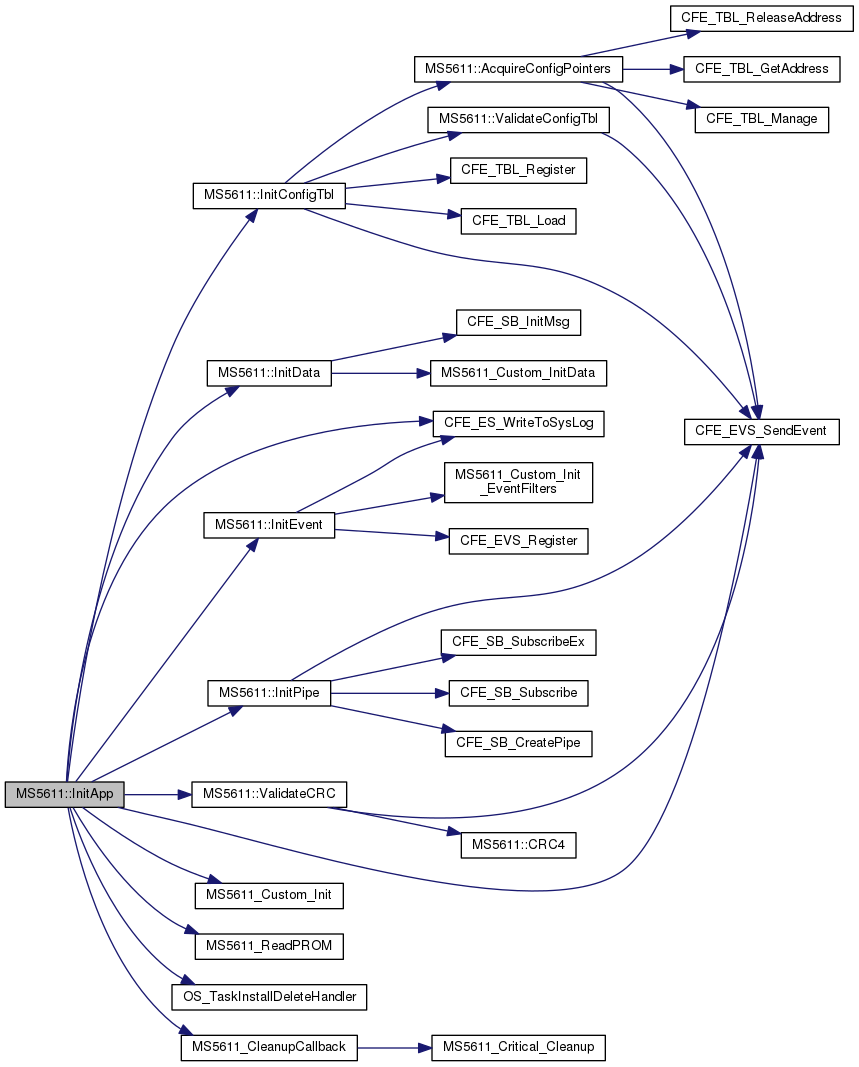 CFE_TBL_ReleaseAddress
MS5611::AcquireConfigPointers
CFE_TBL_GetAddress
MS5611::ValidateConfigTbl
CFE_TBL_Manage
CFE_TBL_Register
MS5611::InitConfigTbl
CFE_TBL_Load
CFE_SB_InitMsg
MS5611::InitData
MS5611_Custom_InitData
CFE_ES_WriteToSysLog
CFE_EVS_SendEvent
MS5611_Custom_Init
_EventFilters
MS5611::InitEvent
CFE_EVS_Register
CFE_SB_SubscribeEx
MS5611::InitPipe
CFE_SB_Subscribe
CFE_SB_CreatePipe
MS5611::InitApp
MS5611::ValidateCRC
MS5611::CRC4
MS5611_Custom_Init
MS5611_ReadPROM
OS_TaskInstallDeleteHandler
MS5611_CleanupCallback
MS5611_Critical_Cleanup